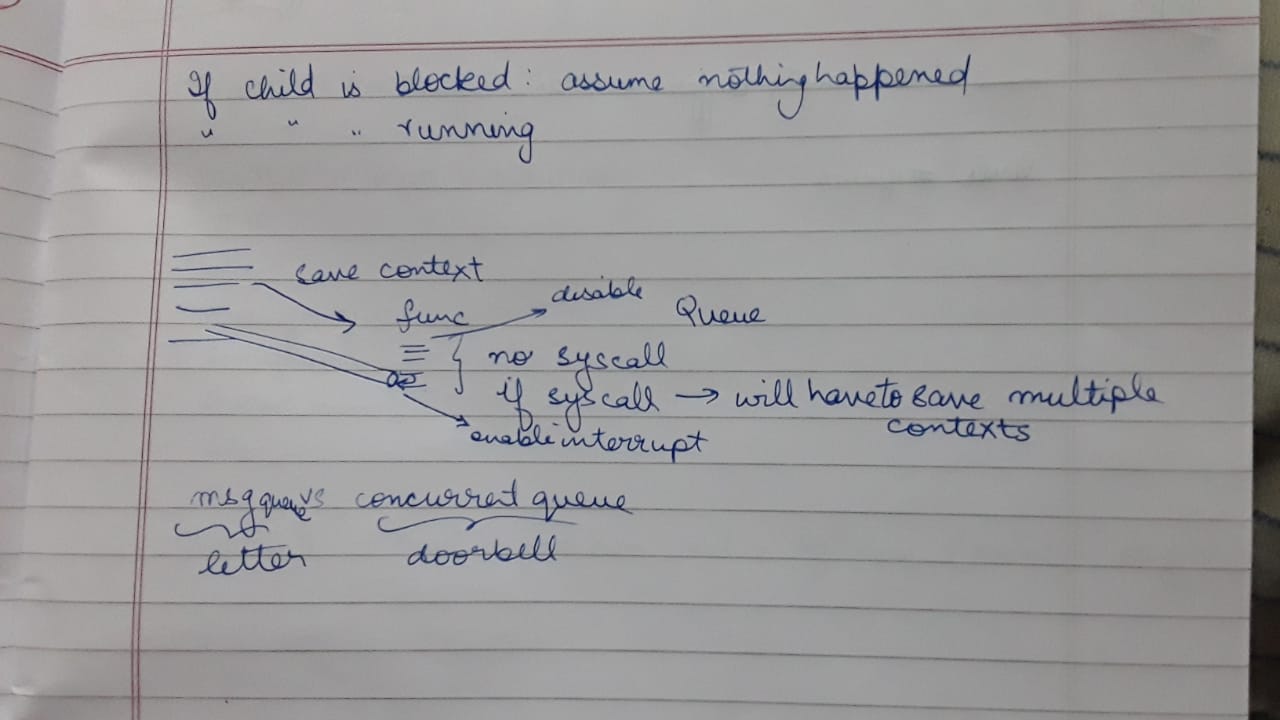 If child is blocked: assume nothing happened
" " " running
save context
func
disable
Queue
no syscall
if syscall → will have to save multiple
contexts
enable interrupt
msg queue vs concurrent queue
letter doorbell